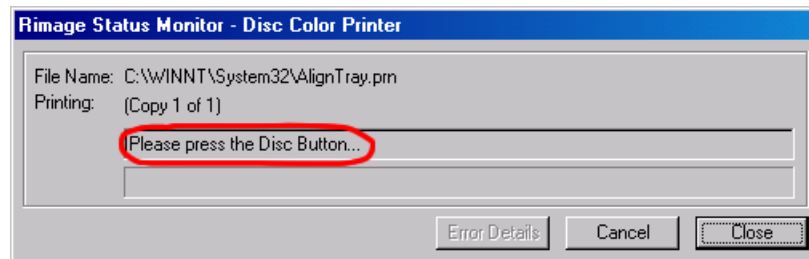 Rimage Status Monitor - Disc Color Printer
File Name: C:\WINNT\System32\AlignTray.prn
Printing: (Copy 1 of 1)
Please press the Disc Button...
Error Details Cancel Close